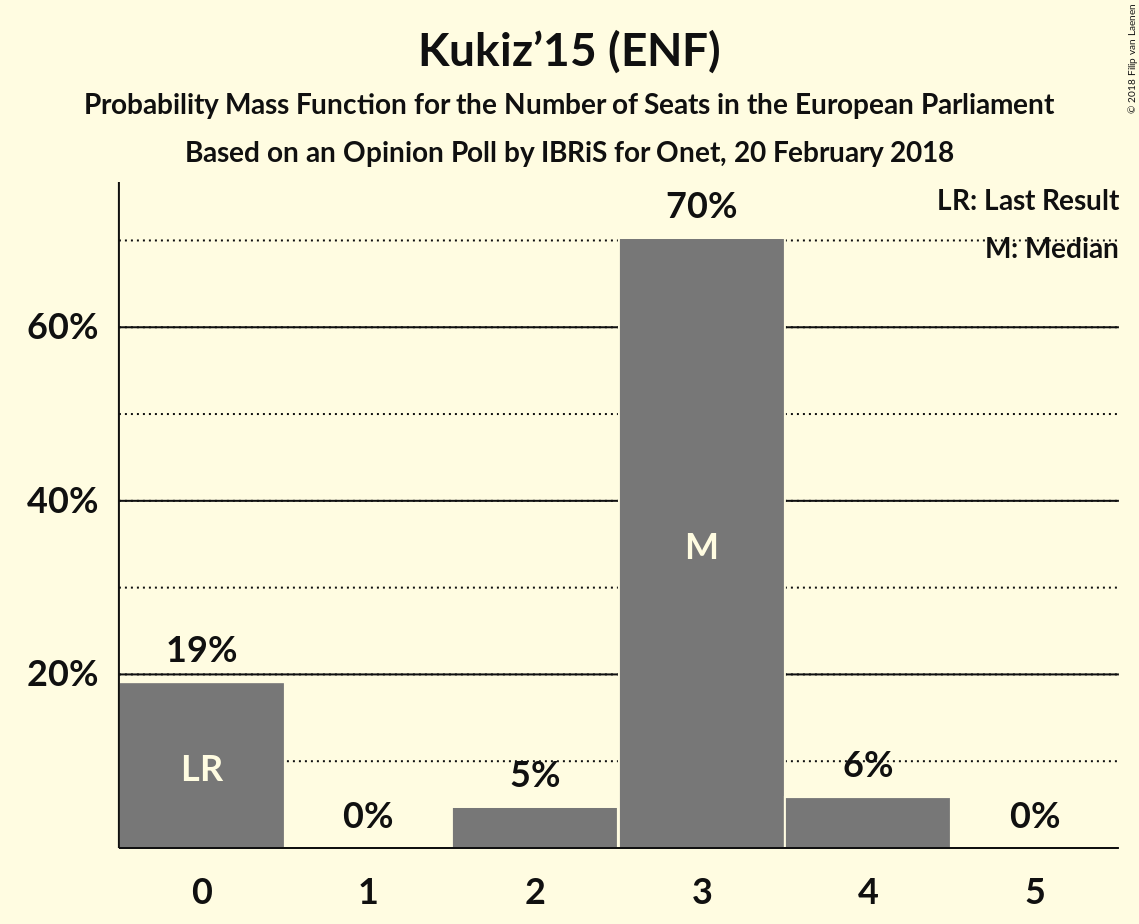 Kukiz’15 (ENF)
Probability Mass Function for the Number of Seats in the European Parliament
Based on an Opinion Poll by IBRiS for Onet, 20 February 2018
© 2018 Filip van Laenen
LR: Last Result
M: Median
60%
40%
20%
19%
0%
5%
70%
6%
0%
LR
M
0 1 2 3 4 5